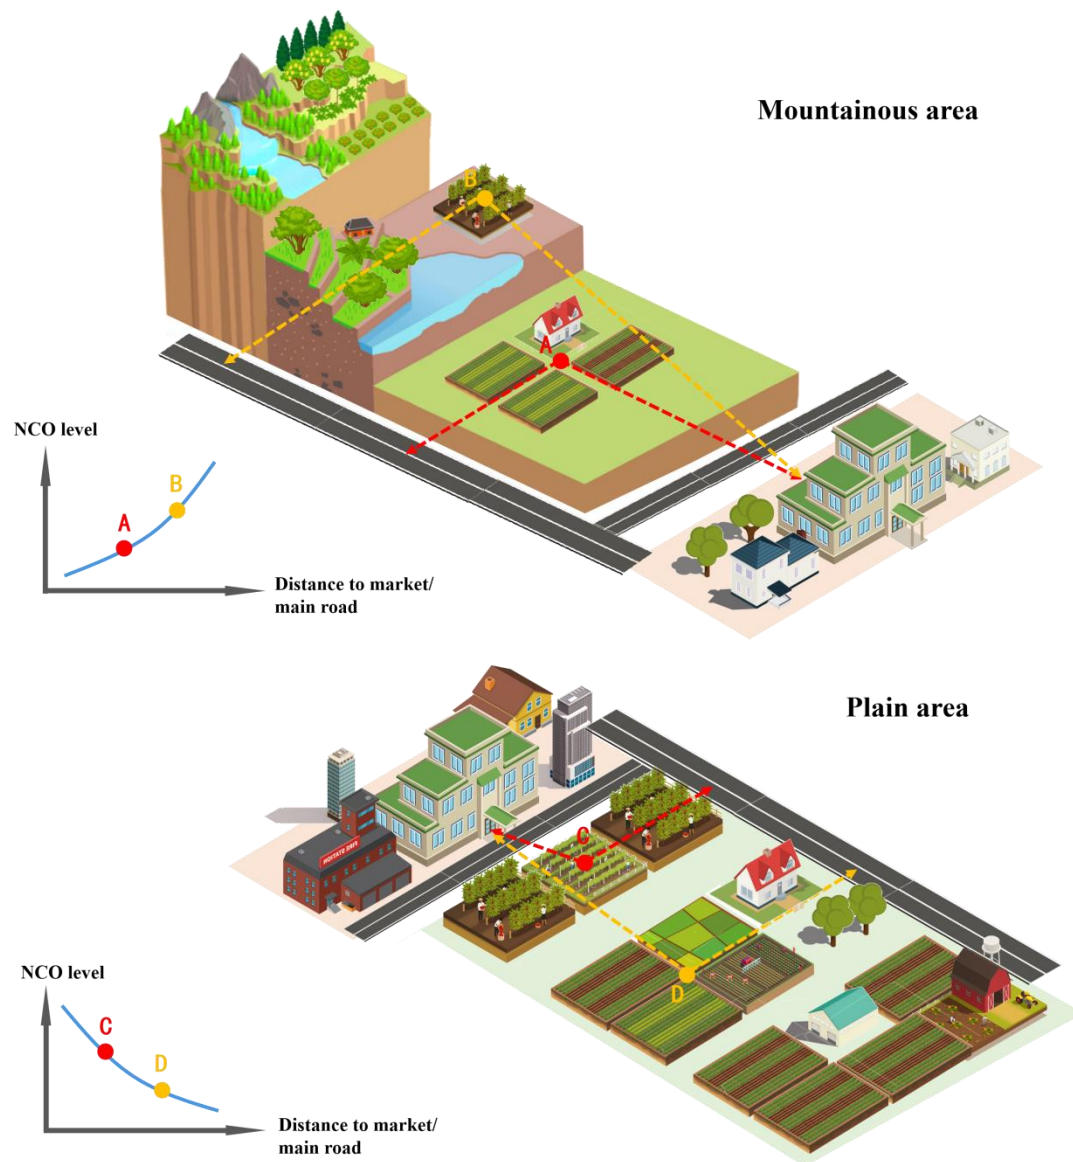 Mountainous area
B
A
NCO level
B
A
Distance to market/
main road
Plain area
C
D
NCO level
C
D
Distance to market/
main road